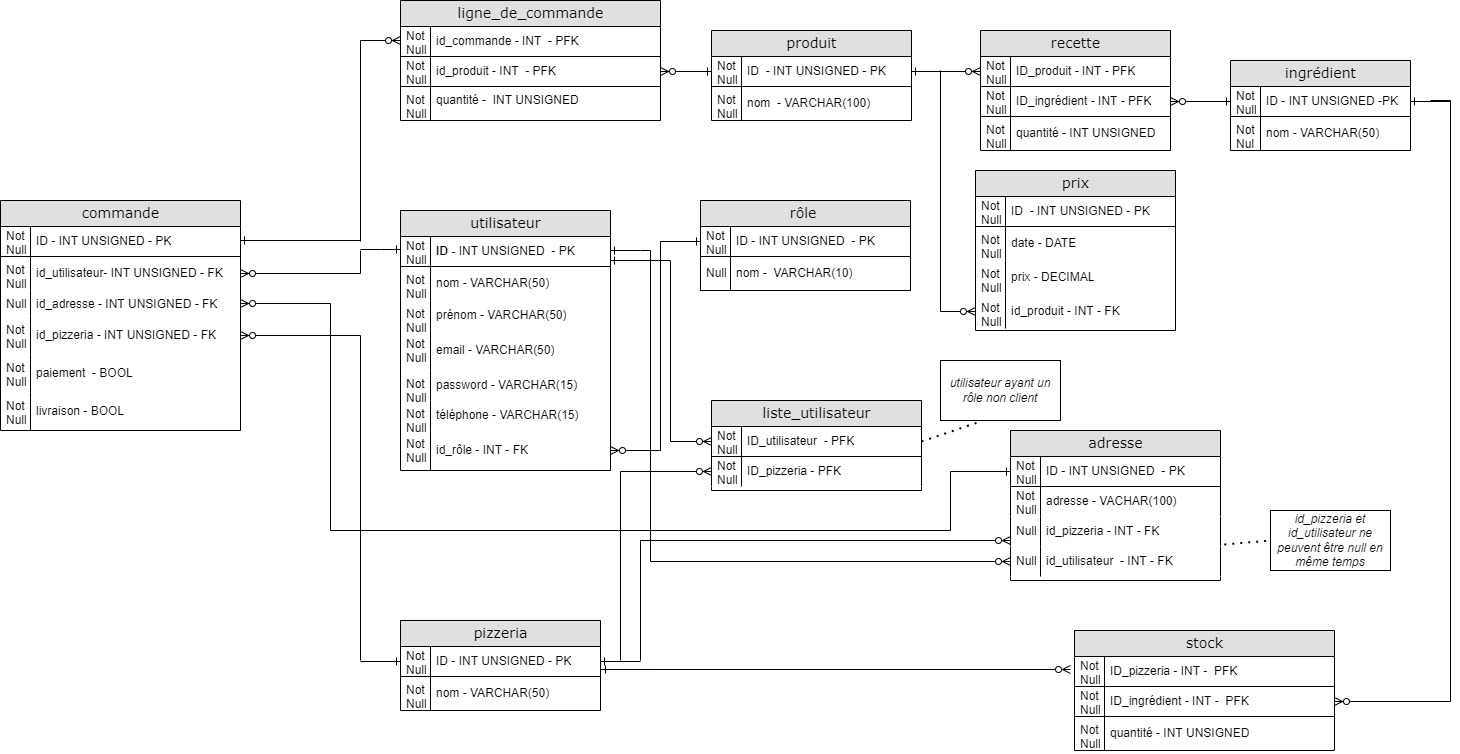 ligne_de_commande
Not Null id_commande - INT - PFK
Not Null id_produit - INT - PFK
Not Null quantité - INT UNSIGNED
produit
Not Null ID - INT UNSIGNED - PK
Not Null nom - VARCHAR(100)
recette
Not Null ID_produit - INT - PFK
Not Null ID_ingrédient - INT - PFK
Not Null quantité - INT UNSIGNED
ingrédient
Not Null ID - INT UNSIGNED -PK
Not Nul nom - VARCHAR(50)
prix
Not Null ID - INT UNSIGNED - PK
Not Null date - DATE
Not Null prix - DECIMAL
Not Null id_produit - INT - FK
commande
Not Null ID - INT UNSIGNED - PK
Not Null id_utilisateur- INT UNSIGNED - FK
Null id_adresse - INT UNSIGNED - FK
Not Null id_pizzeria - INT UNSIGNED - FK
Not Null paiement - BOOL
Not Null livraison - BOOL
utilisateur
Not Null ID - INT UNSIGNED - PK
Not Null nom - VARCHAR(50)
Not Null prénom - VARCHAR(50)
Not Null email - VARCHAR(50)
Not Null password - VARCHAR(15)
Not Null téléphone - VARCHAR(15)
Not Null id_rôle - INT - FK
rôle
Not Null ID - INT UNSIGNED - PK
Null nom - VARCHAR(10)
utilisateur ayant un
rôle non client
liste_utilisateur
Not Null ID_utilisateur - PFK
Not Null ID_pizzeria - PFK
adresse
Not Null ID - INT UNSIGNED - PK
Not Null adresse - VACHAR(100)
Null id_pizzeria - INT - FK
Null id_utilisateur - INT - FK
id_pizzeria et
id_utilisateur ne
peuvent être null en
même temps
pizzeria
Not Null ID - INT UNSIGNED - PK
Not Null nom - VARCHAR(50)
stock
Not Null ID_pizzeria - INT - PFK
Not Null ID_ingrédient - INT - PFK
Not Null quantité - INT UNSIGNED